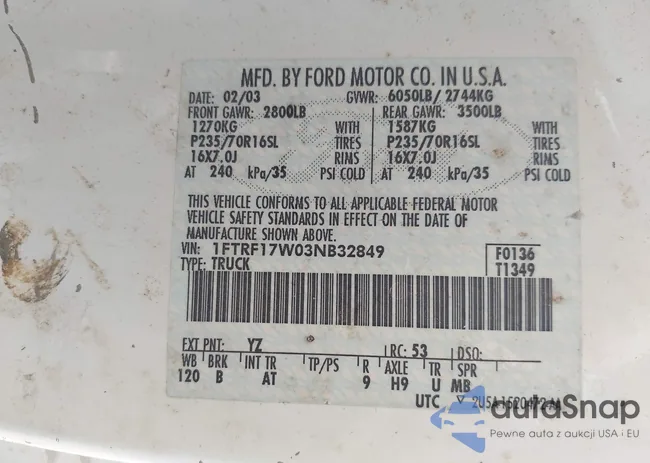 MFD. BY FORD MOTOR CO. IN U.S.A.
DATE: 02/03 GVWR: 6050LB/ 2744KG
FRONT GAWR: 2800LB REAR GAWR: 3500LB
1270KG WITH 1587KG WITH
P235/70R16SL TIRES P235/70R16SL TIRES
16X7.0J RIMS 16X7.0J RIMS
AT 240 kPa/35 PSI COLD AT 240 kPa/35 PSI COLD
THIS VEHICLE CONFORMS TO ALL APPLICABLE FEDERAL MOTOR
VEHICLE SAFETY STANDARDS IN EFFECT ON THE DATE OF
MANUFACTURE SHOWN ABOVE.
VIN: 1FTRF17W03NB32849 F0136
TYPE: TRUCK T1349
EXT PNT: YZ RC: 53 DSO:
WB BRK INT TR TP/PS R AXLE TR SPR
120 B AT 9 H9 U MB
UTC ▽ 2U5A-1520472-AA
autaSnap
Pewne auta z aukcji USA i EU